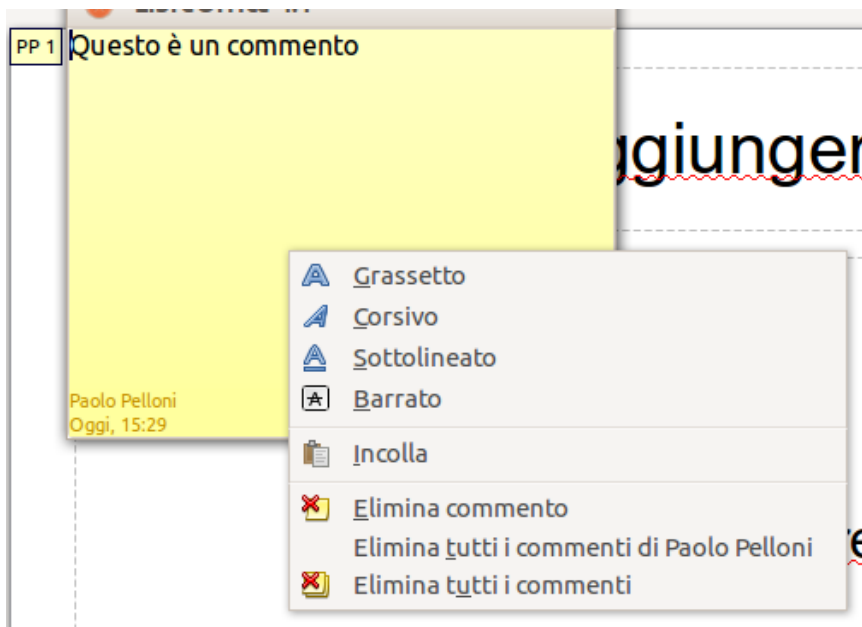 PP 1
Questo è un commento
ggiunger
Grassetto
Corsivo
Sottolineato
Barrato
Paolo Pelloni
Oggi, 15:29
Incolla
Elimina commento
Elimina tutti i commenti di Paolo Pelloni
Elimina tutti i commenti